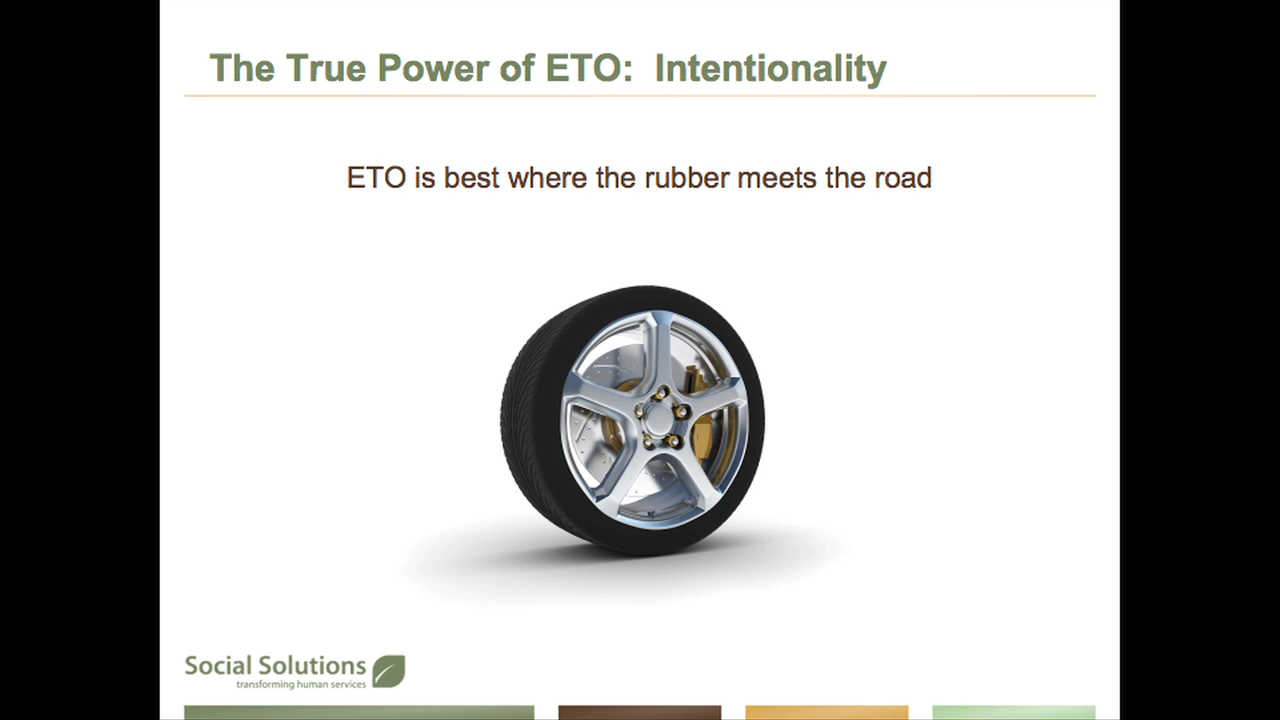 The True Power of ETO:  Intentionality
ETO is best where the rubber meets the road
Social Solutions
transforming human services